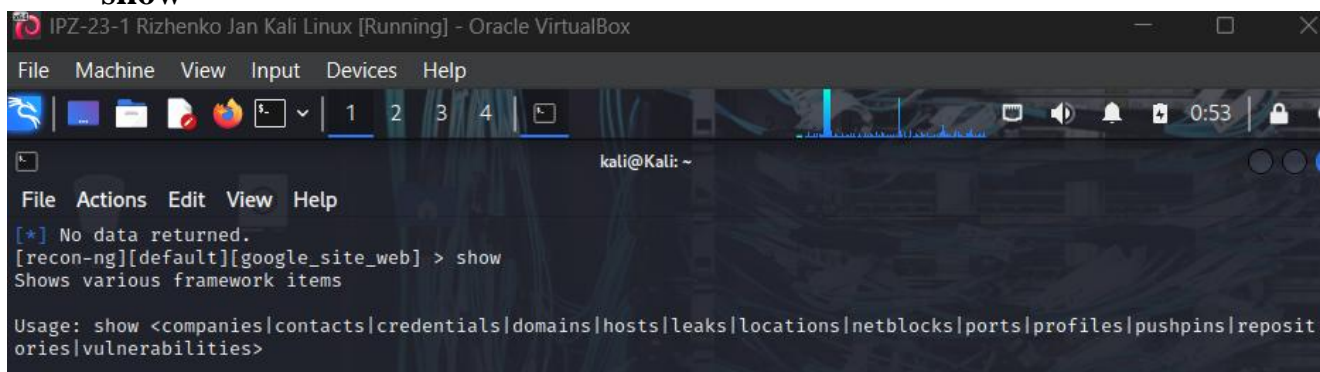 show
IPZ-23-1 Rizhenko Jan Kali Linux [Running] - Oracle VirtualBox
File Machine View Input Devices Help
1 2 3 4 0:53
kali@Kali: ~
File Actions Edit View Help
[*] No data returned.
[recon-ng][default][google_site_web] > show
Shows various framework items
Usage: show <companies|contacts|credentials|domains|hosts|leaks|locations|netblocks|ports|profiles|pushpins|reposit
ories|vulnerabilities>